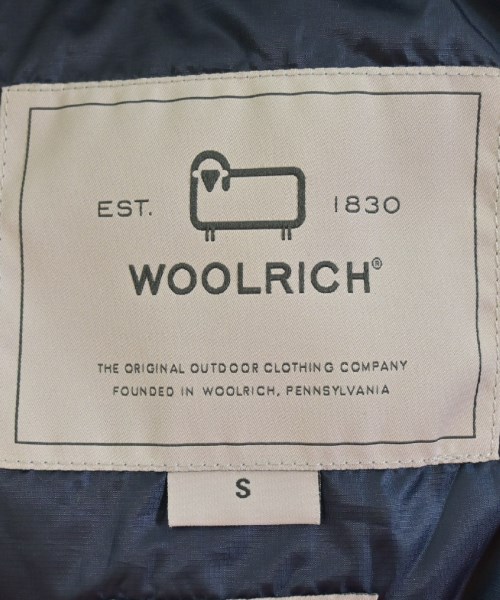 EST. 1830
WOOLRICH®
THE ORIGINAL OUTDOOR CLOTHING COMPANY
FOUNDED IN WOOLRICH, PENNSYLVANIA
S